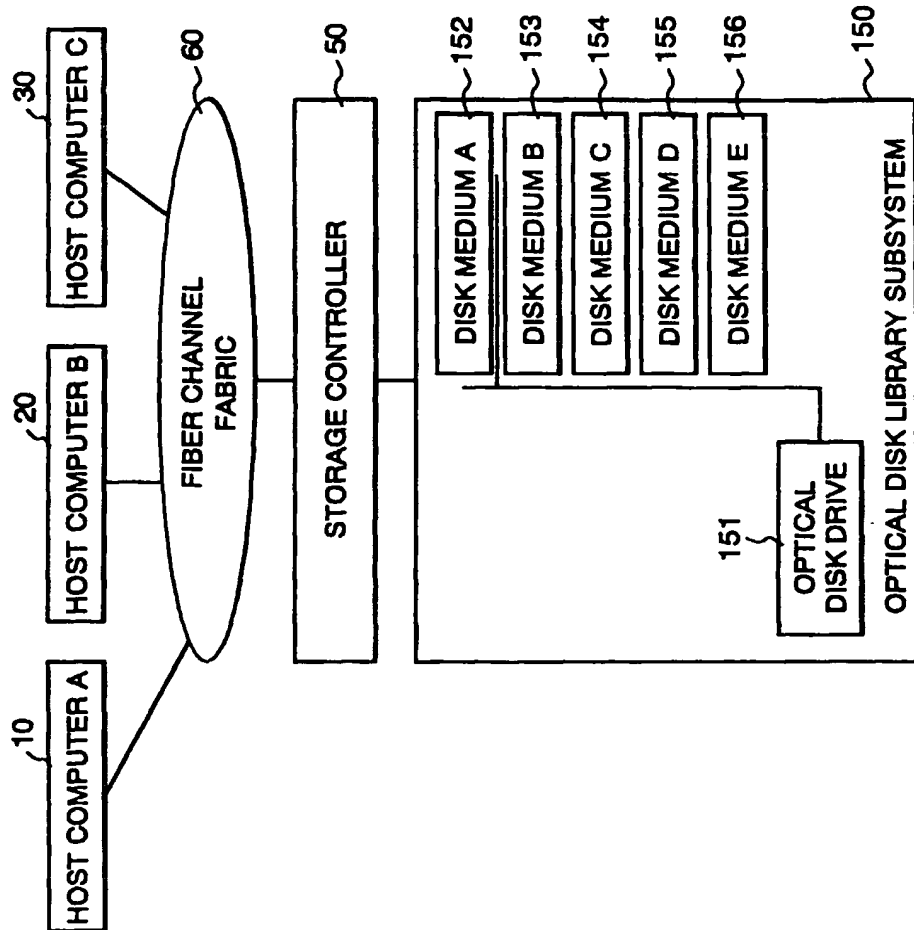 10
HOST COMPUTER A
20
HOST COMPUTER B
30
HOST COMPUTER C
60
FIBER CHANNEL
FABRIC
50
STORAGE CONTROLLER
152
DISK MEDIUM A
153
DISK MEDIUM B
154
DISK MEDIUM C
155
DISK MEDIUM D
156
DISK MEDIUM E
151
OPTICAL
DISK DRIVE
150
OPTICAL DISK LIBRARY SUBSYSTEM